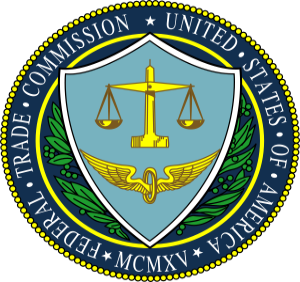 FEDERAL · TRADE · COMMISSION ★ UNITED · STATES · OF · AMERICA
★ MCMXV ★